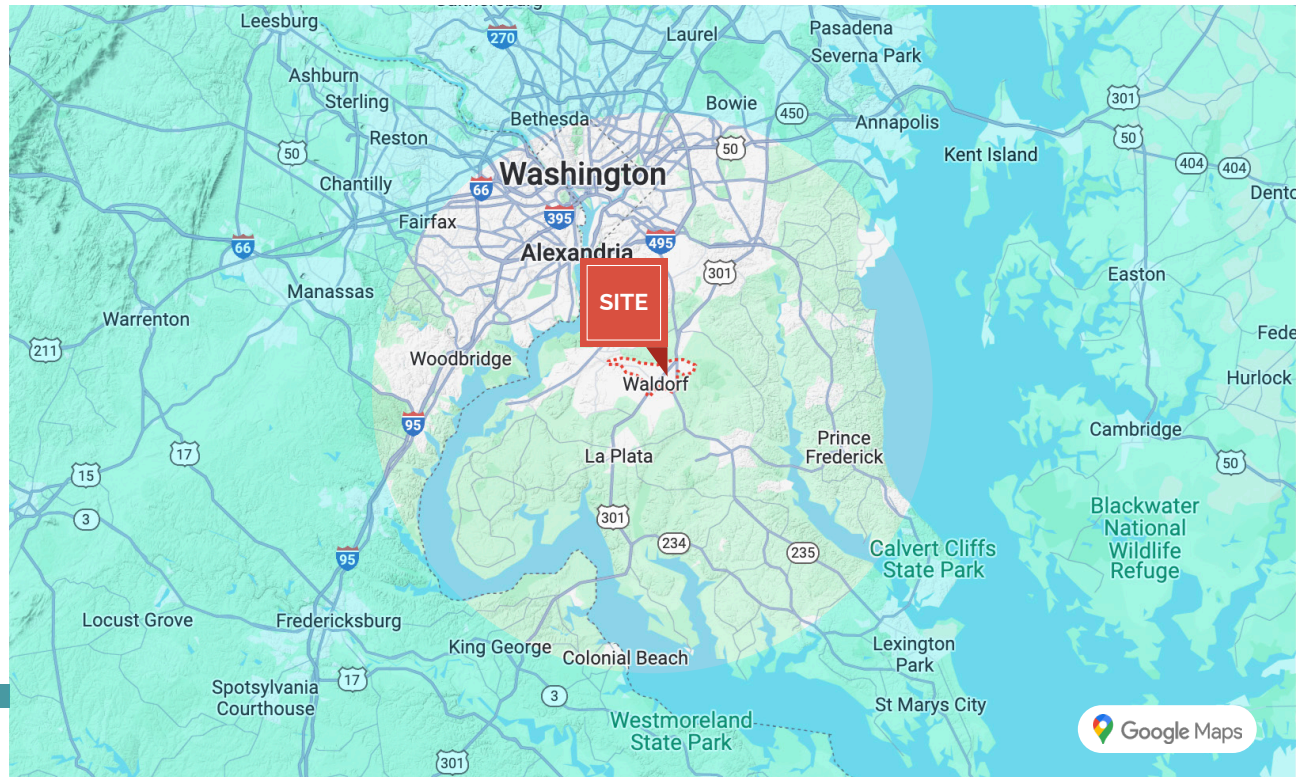 Leesburg
270
Laurel
Pasadena
Severna Park
Ashburn
Sterling
Bethesda
Bowie
450
Annapolis
301
50
Reston
50
50
Kent Island
404
404
Washington
Chantilly
66
Fairfax
395
Alexandria
495
66
301
Easton
Manassas
SITE
Warrenton
211
Woodbridge
Waldorf
Hurlock
95
Cambridge
17
La Plata
Prince
Frederick
50
15
3
301
234
235
Blackwater
National
Wildlife
Refuge
95
Calvert Cliffs
State Park
Locust Grove
Fredericksburg
King George
Colonial Beach
Lexington
Park
17
3
Spotsylvania
Courthouse
St Marys City
Westmoreland
State Park
301
Google Maps